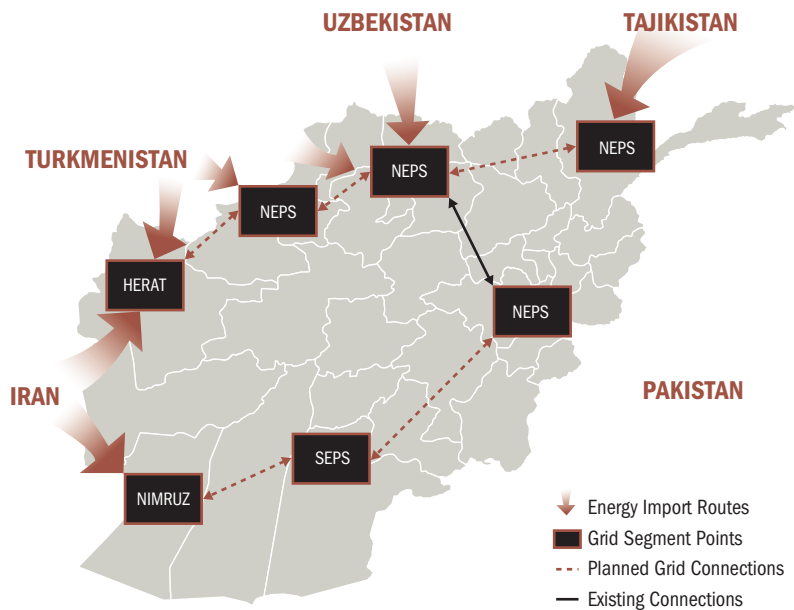 UZBEKISTAN
TAJIKISTAN
TURKMENISTAN
NEPS
NEPS
NEPS
HERAT
NEPS
IRAN
PAKISTAN
SEPS
NIMRUZ
Energy Import Routes
Grid Segment Points
Planned Grid Connections
Existing Connections